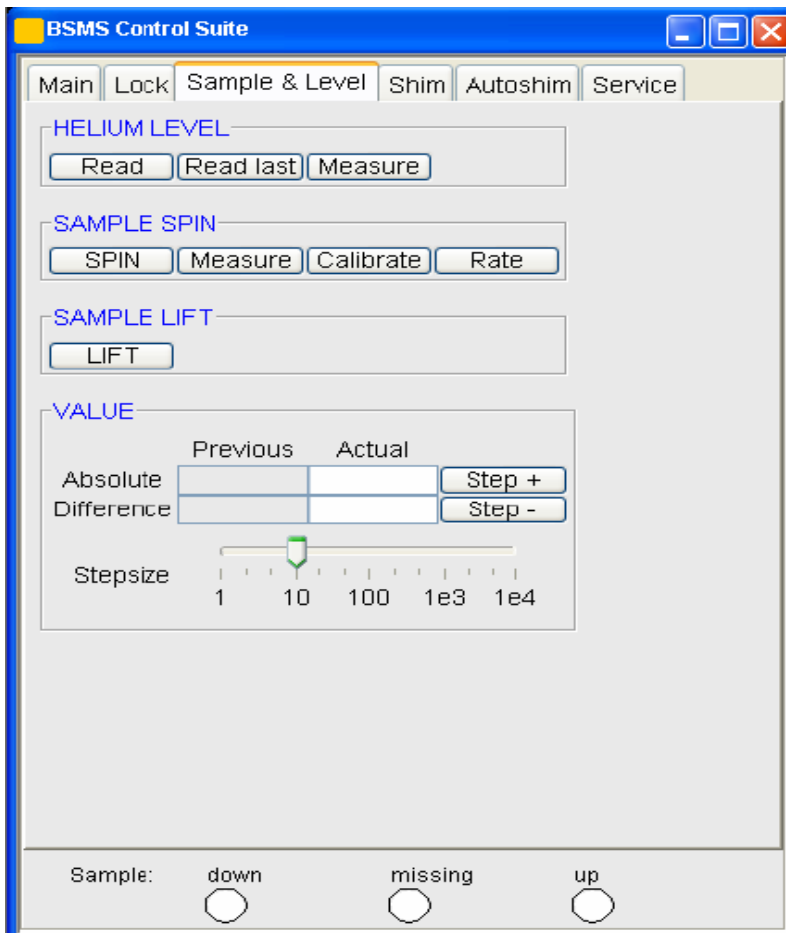 BSMS Control Suite
Main Lock Sample & Level Shim Autoshim Service
HELIUM LEVEL
Read Read last Measure
SAMPLE SPIN
SPIN Measure Calibrate Rate
SAMPLE LIFT
LIFT
VALUE
Previous Actual
Absolute Step +
Difference Step -
Stepsize
1 10 100 1e3 1e4
Sample: down missing up